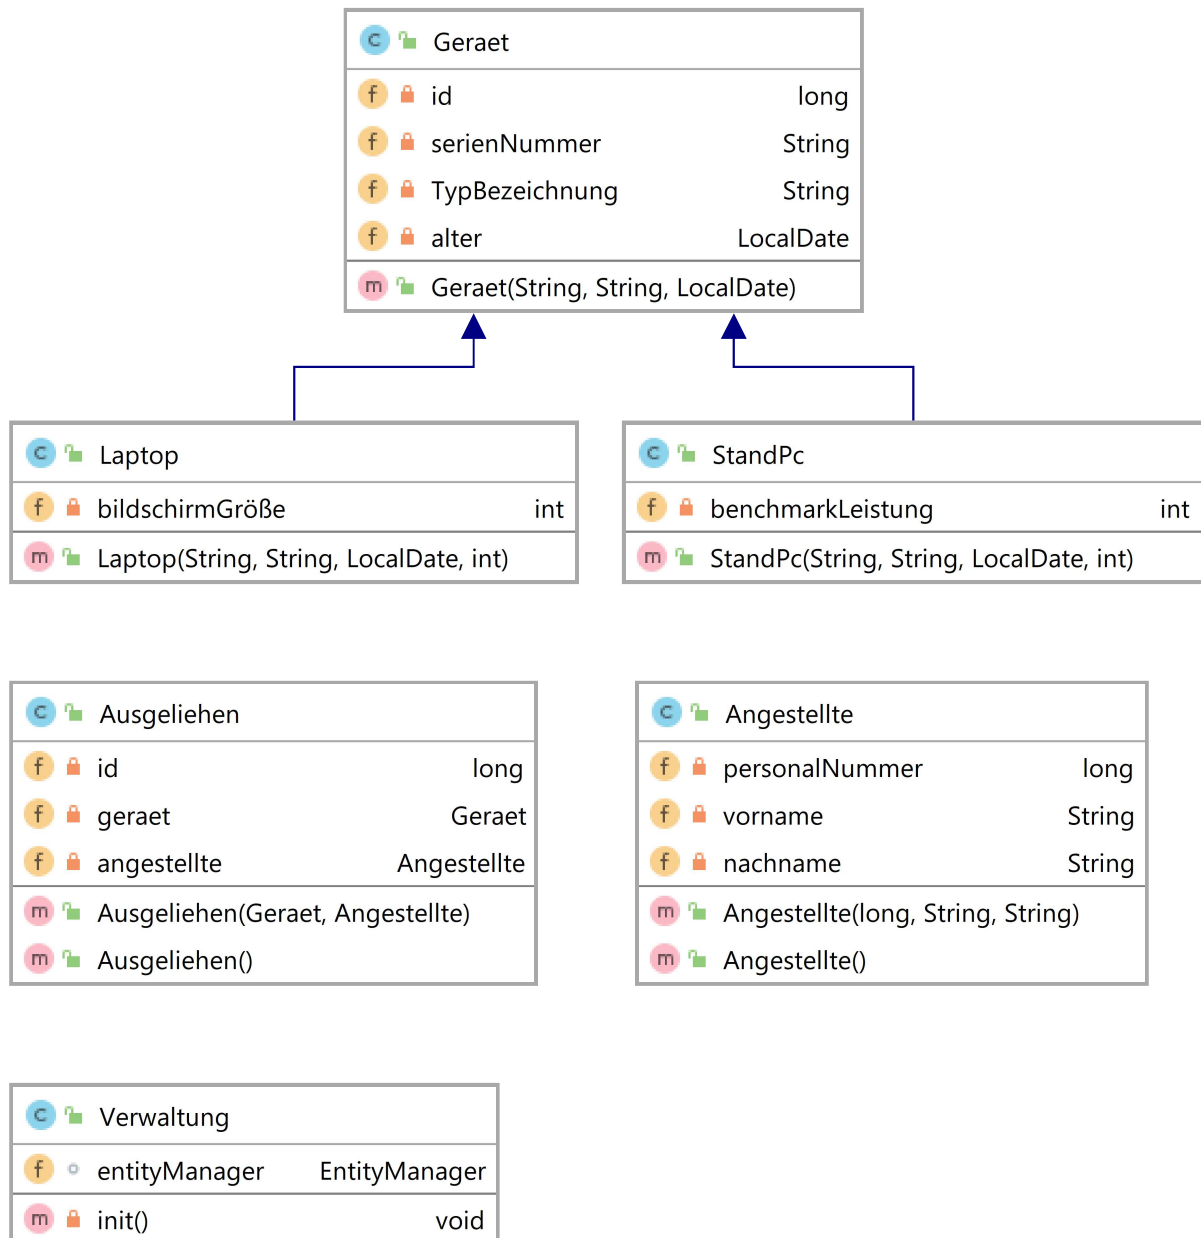 Geraet
id long
serienNummer String
TypBezeichnung String
alter LocalDate
Geraet(String, String, LocalDate)
Laptop
bildschirmGröße int
Laptop(String, String, LocalDate, int)
StandPc
benchmarkLeistung int
StandPc(String, String, LocalDate, int)
Ausgeliehen
id long
geraet Geraet
angestellte Angestellte
Ausgeliehen(Geraet, Angestellte)
Ausgeliehen()
Angestellte
personalNummer long
vorname String
nachname String
Angestellte(long, String, String)
Angestellte()
Verwaltung
entityManager EntityManager
init() void